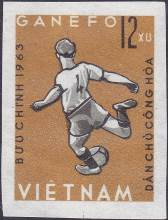 GANEFO
12 XU
BƯU CHÍNH 1963
DÂN CHỦ CỘNG HÒA
VIỆTNAM